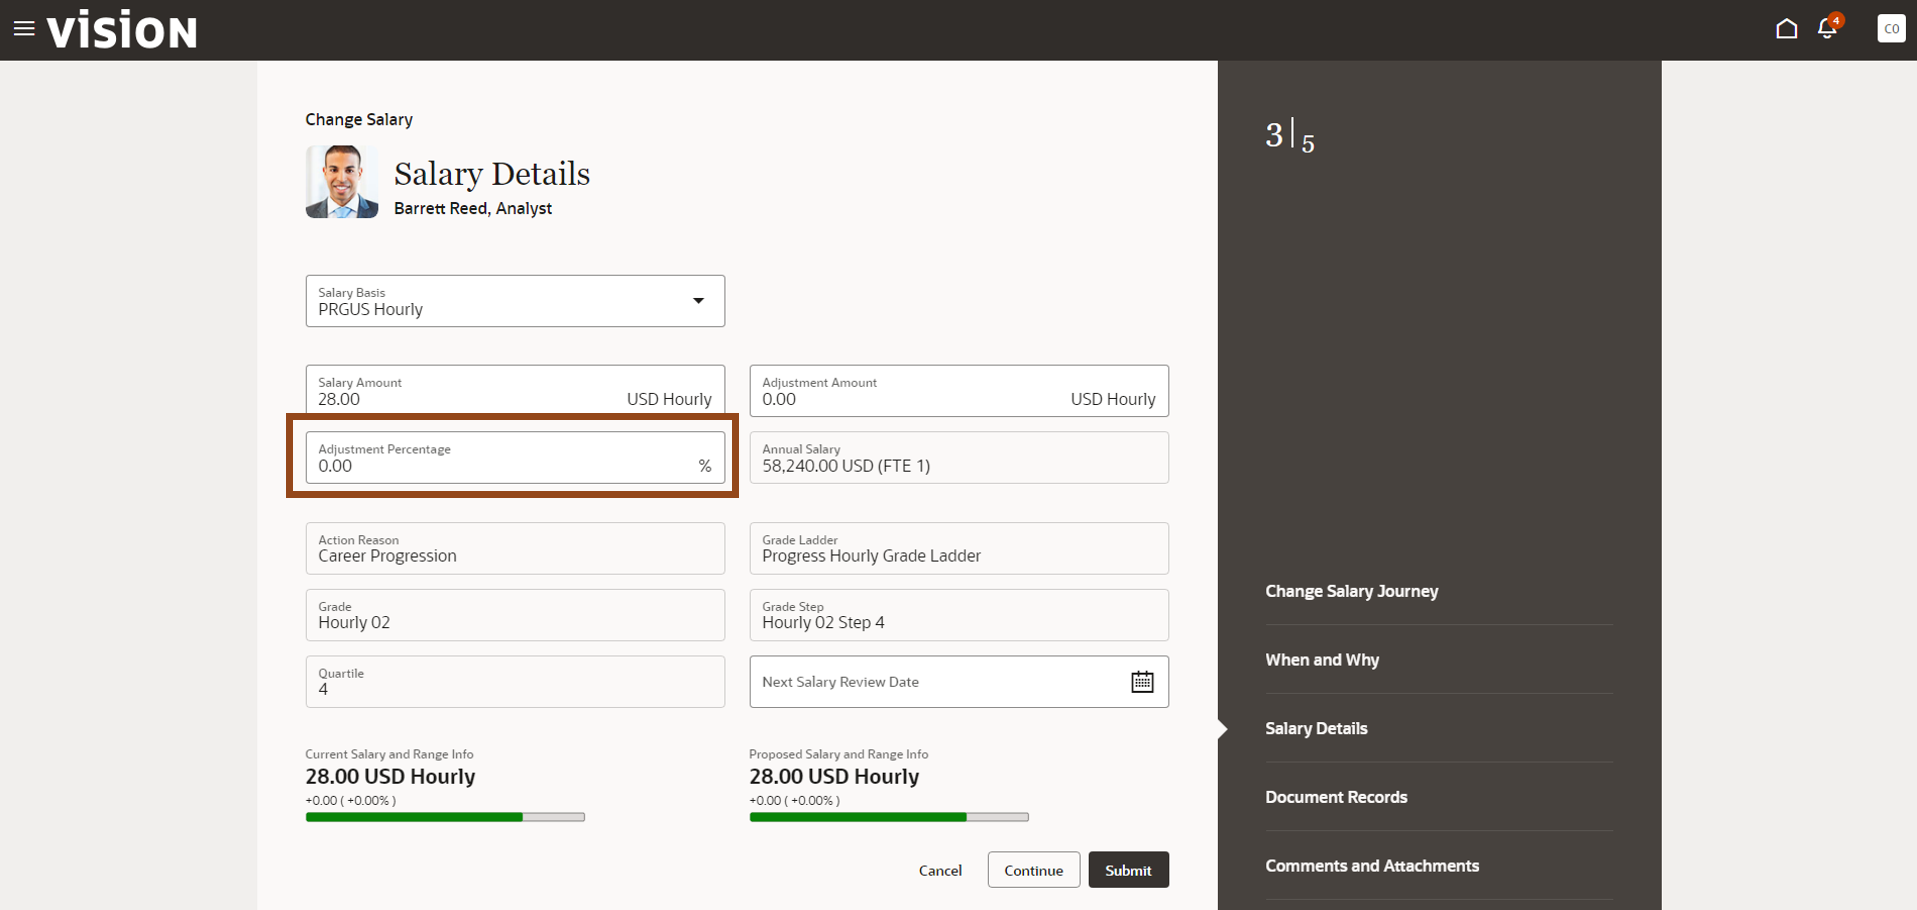 vision
4
CO
Change Salary
Salary Details
Barrett Reed, Analyst
Salary Basis
PRGUS Hourly
Salary Amount
28.00 USD Hourly
Adjustment Amount
0.00 USD Hourly
Adjustment Percentage
0.00 %
Annual Salary
58,240.00 USD (FTE 1)
Action Reason
Career Progression
Grade Ladder
Progress Hourly Grade Ladder
Grade
Hourly 02
Grade Step
Hourly 02 Step 4
Quartile
4
Next Salary Review Date
Current Salary and Range Info
28.00 USD Hourly
+0.00 ( +0.00% )
Proposed Salary and Range Info
28.00 USD Hourly
+0.00 ( +0.00% )
Cancel Continue Submit
3 | 5
Change Salary Journey
When and Why
Salary Details
Document Records
Comments and Attachments